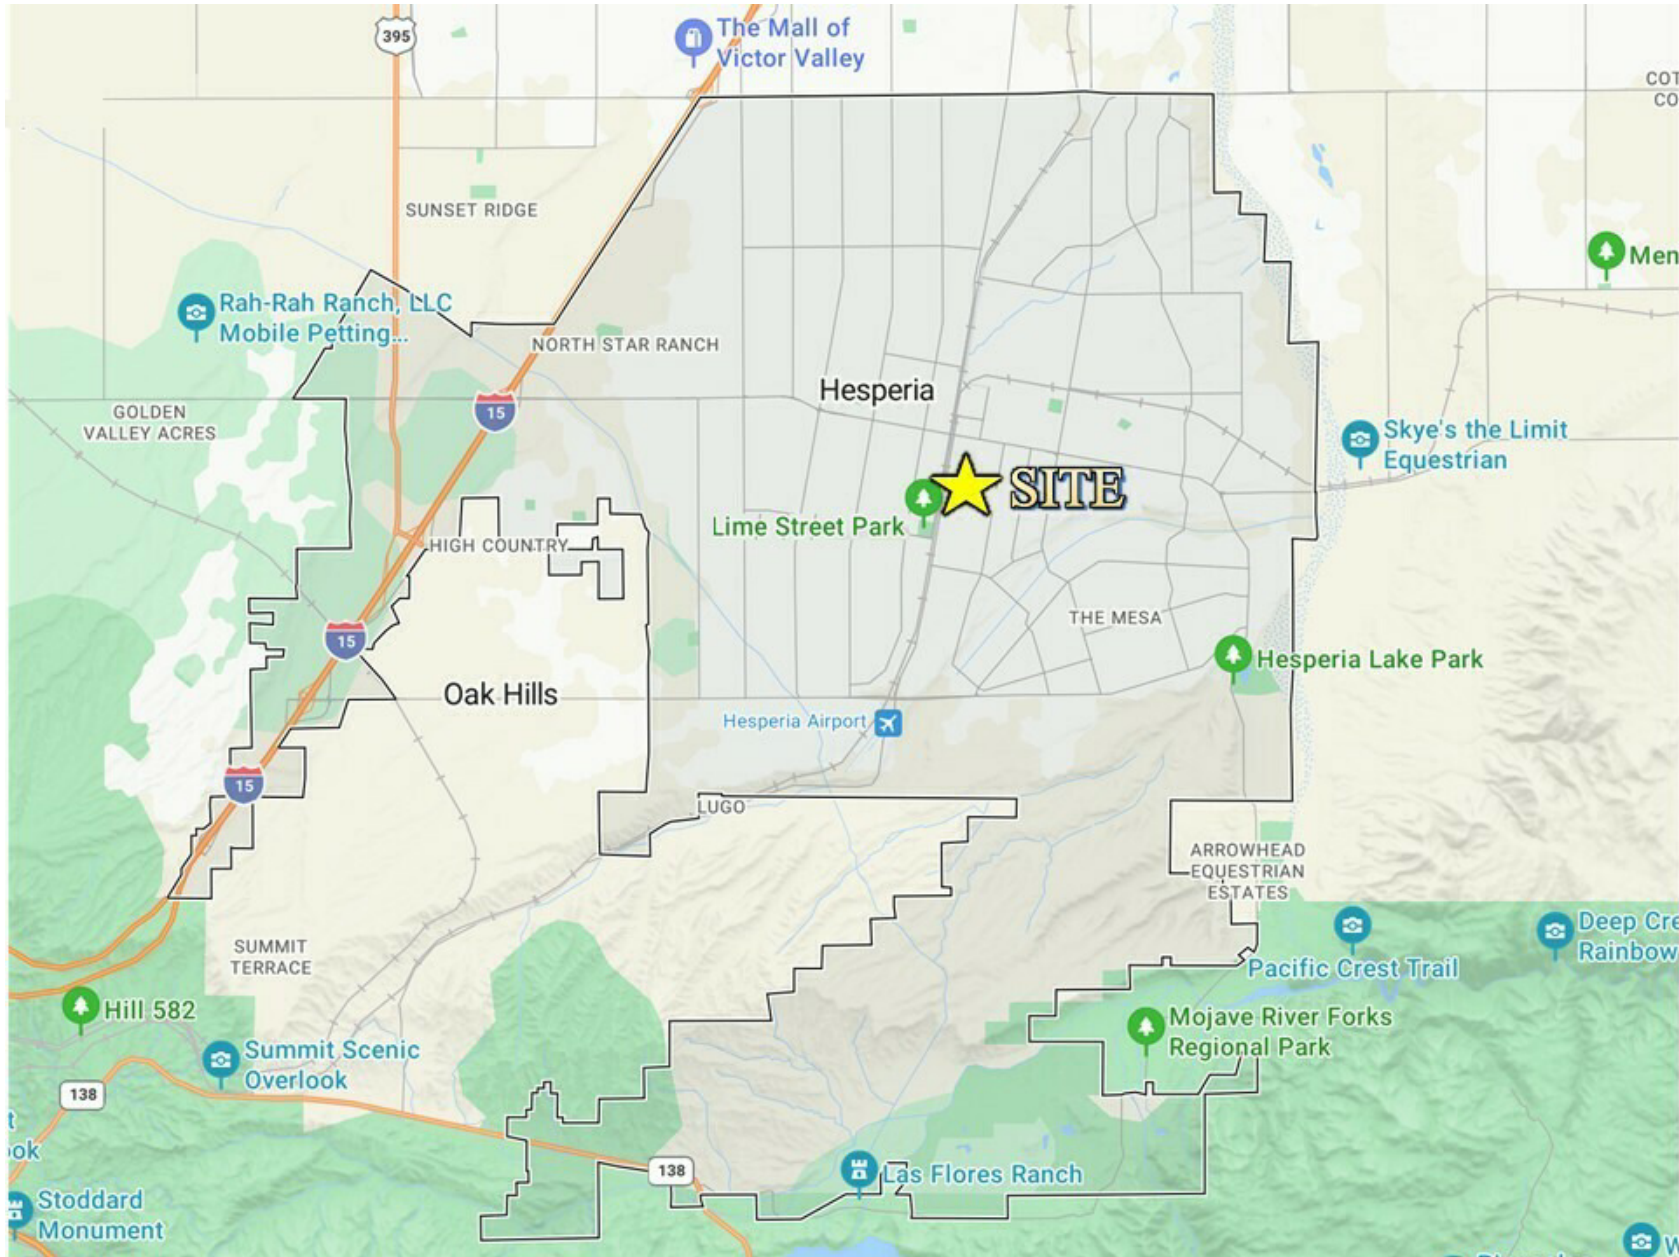 395
The Mall of
Victor Valley
COT
CO
SUNSET RIDGE
Men
Rah-Rah Ranch, LLC
Mobile Petting...
NORTH STAR RANCH
Hesperia
15
GOLDEN
VALLEY ACRES
Skye's the Limit
Equestrian
SITE
Lime Street Park
HIGH COUNTRY
THE MESA
15
Hesperia Lake Park
Oak Hills
Hesperia Airport
15
LUGO
ARROWHEAD
EQUESTRIAN
ESTATES
SUMMIT
TERRACE
Deep Cre
Rainbow
Pacific Crest Trail
Hill 582
Mojave River Forks
Regional Park
Summit Scenic
Overlook
138
t
ook
138
Las Flores Ranch
Stoddard
Monument
W